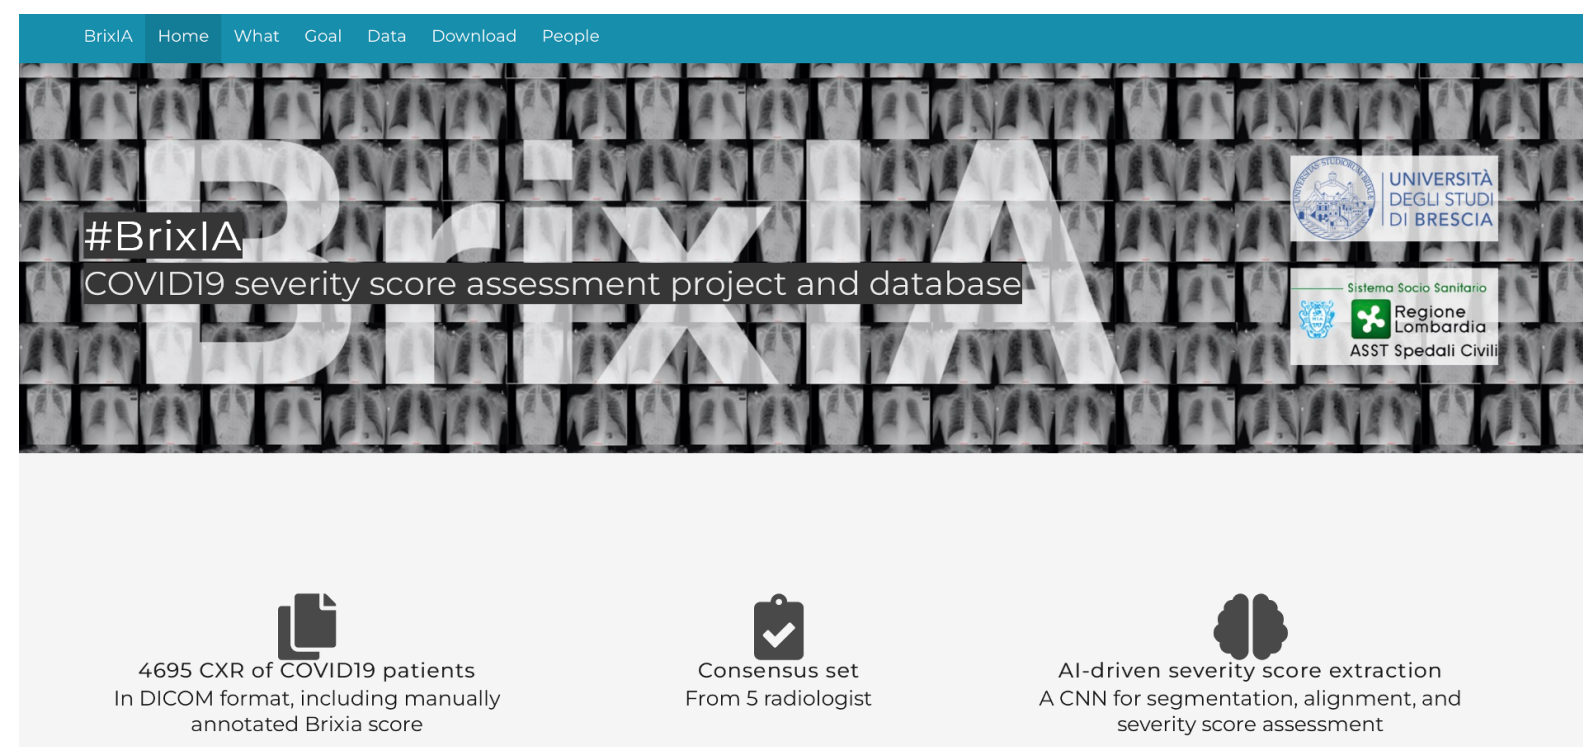 BrixIA Home What Goal Data Download People
BrixIA
#BrixIA
COVID19 severity score assessment project and database
UNIVERSITÀ
DEGLI STUDI
DI BRESCIA
Sistema Socio Sanitario
Regione
Lombardia
ASST Spedali Civili
4695 CXR of COVID19 patients
In DICOM format, including manually
annotated Brixia score
Consensus set
From 5 radiologist
AI-driven severity score extraction
A CNN for segmentation, alignment, and
severity score assessment